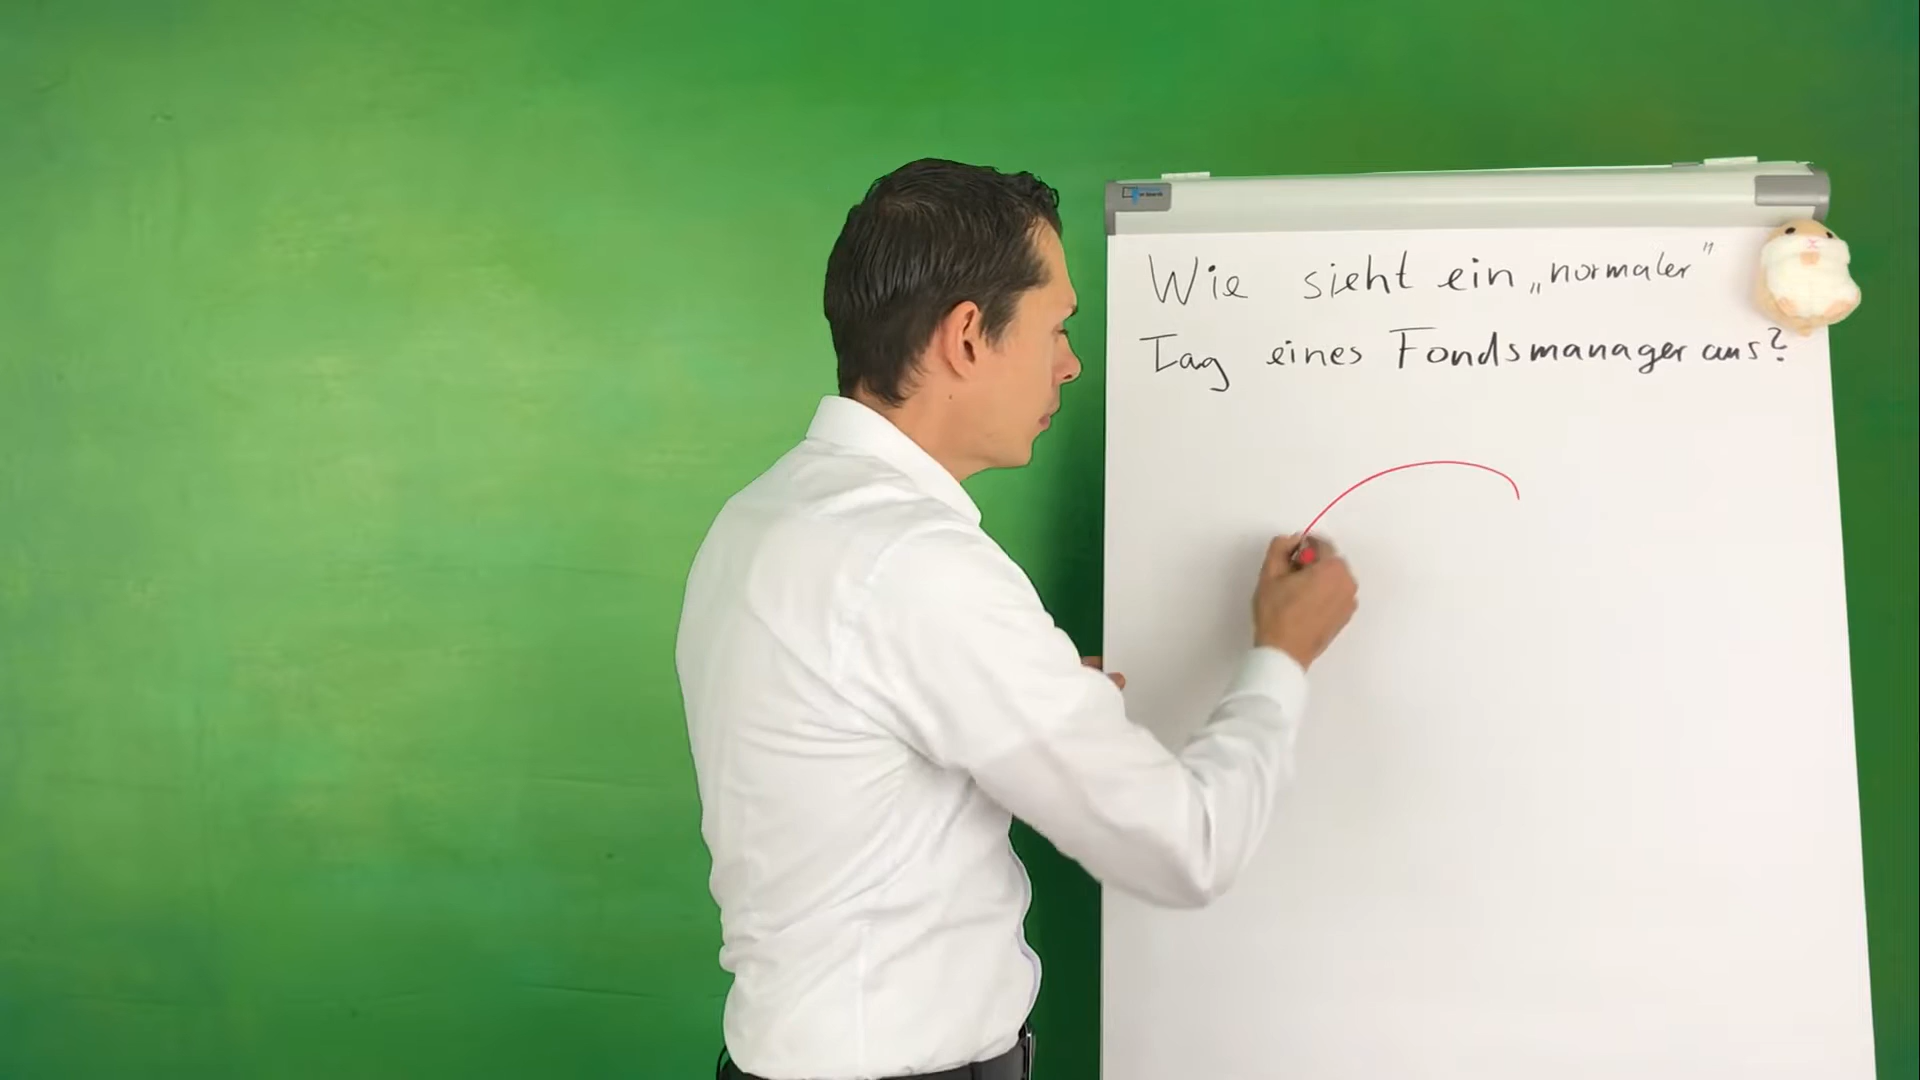 Wie sieht ein „normaler"
Tag eines Fondsmanager aus?